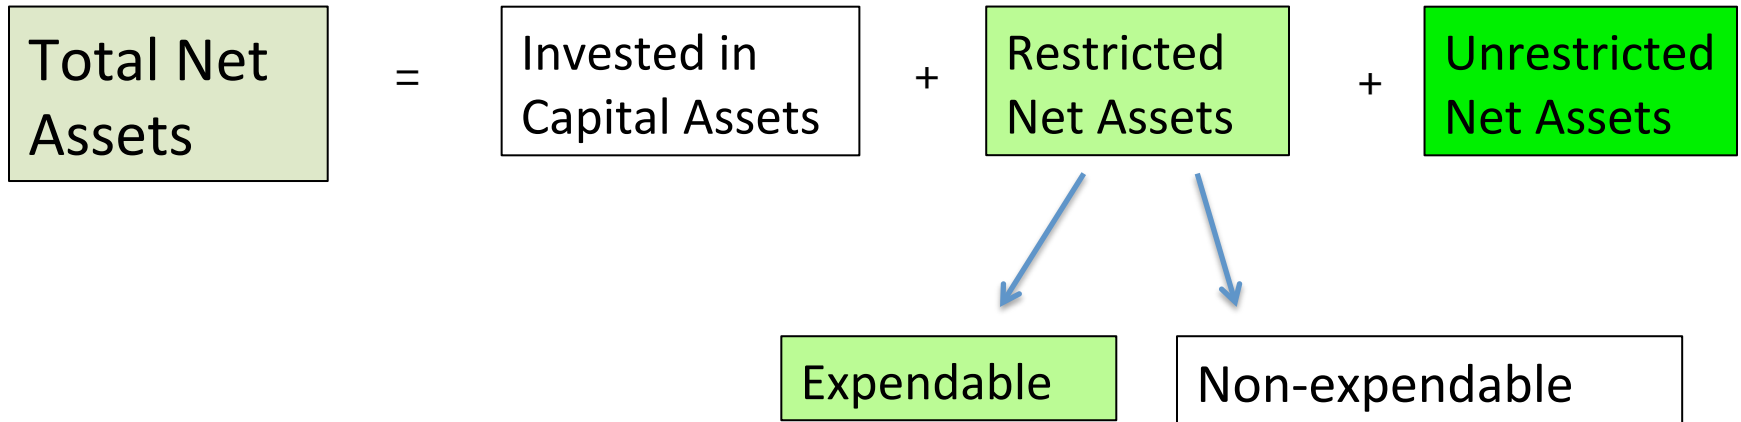 Total Net
Assets
=
Invested in
Capital Assets
+
Restricted
Net Assets
+
Unrestricted
Net Assets
Expendable
Non-expendable